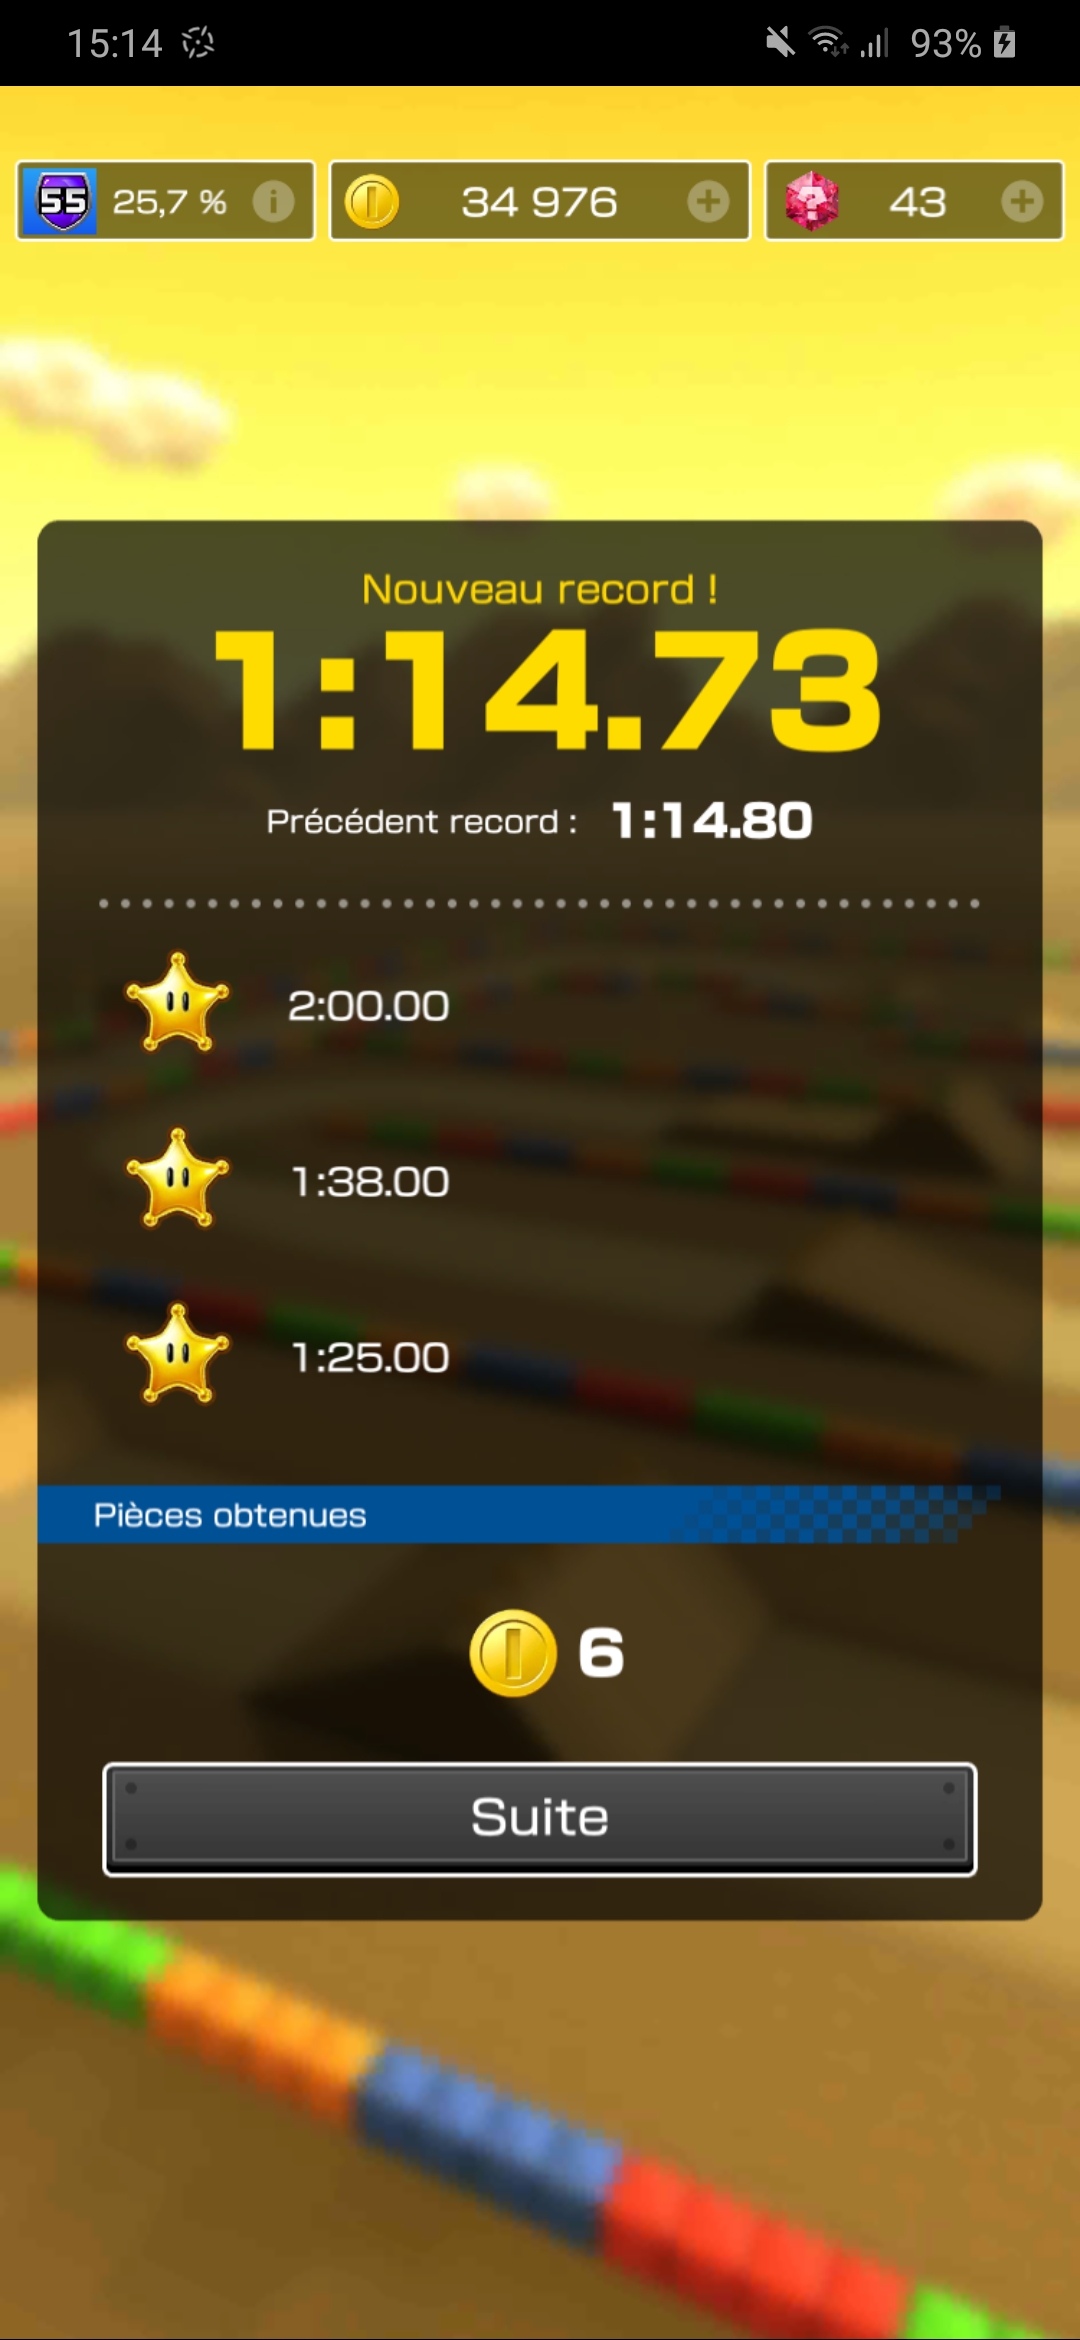 15:14 93%
55 25,7 % 34 976 43
Nouveau record !
1:14.73
Précédent record : 1:14.80
2:00.00
1:38.00
1:25.00
Pièces obtenues
6
Suite